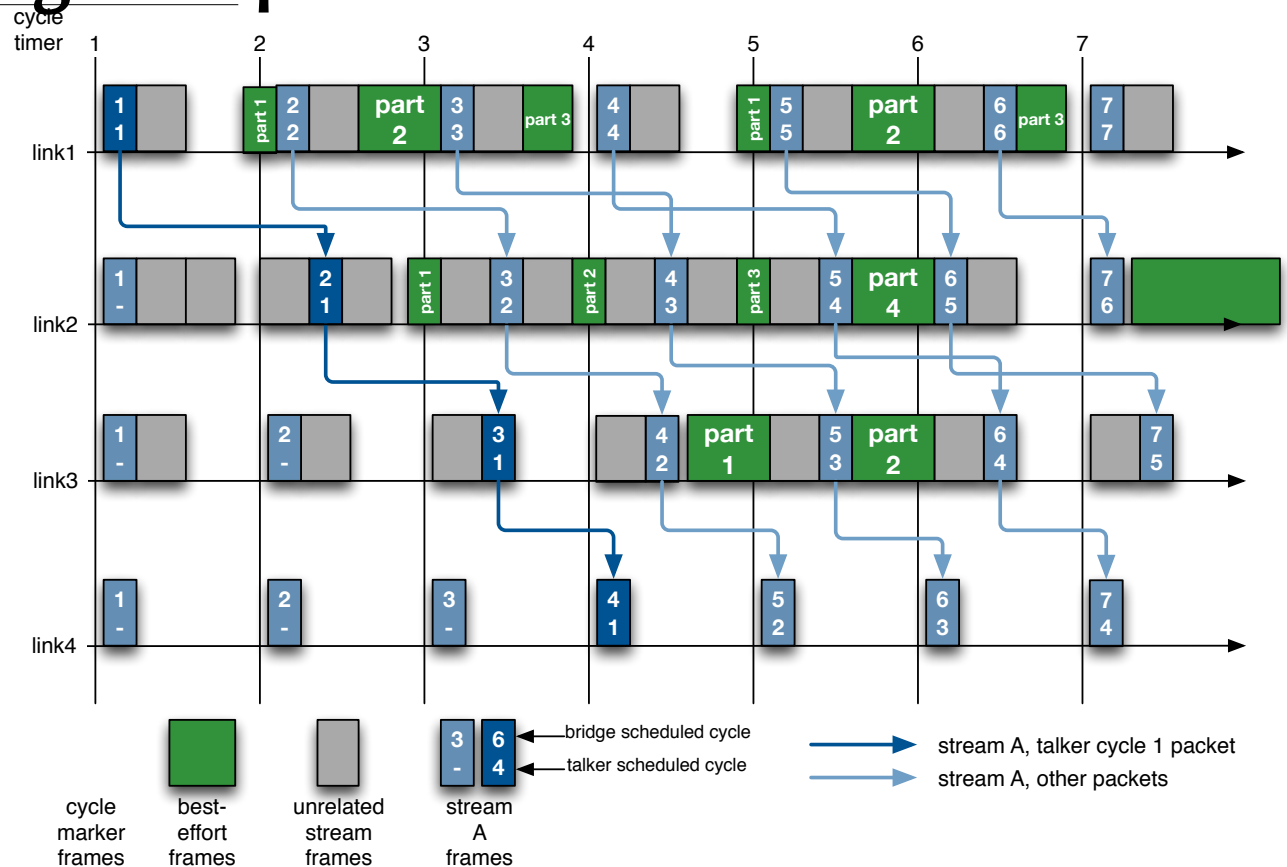 cycle
timer
1 2 3 4 5 6 7
link1
1
1
part 1
2
2
part
2
3
3
part 3
4
4
part 1
5
5
part
2
6
6
part 3
7
7
link2
1
-
2
1
part 1
3
2
part 2
4
3
part 3
5
4
part
4
6
5
7
6
link3
1
-
2
-
3
1
4
2
part
1
5
3
part
2
6
4
7
5
link4
1
-
2
-
3
-
4
1
5
2
6
3
7
4
3
-
6
4
bridge scheduled cycle
talker scheduled cycle
stream A, talker cycle 1 packet
stream A, other packets
cycle
marker
frames
best-
effort
frames
unrelated
stream
frames
stream
A
frames